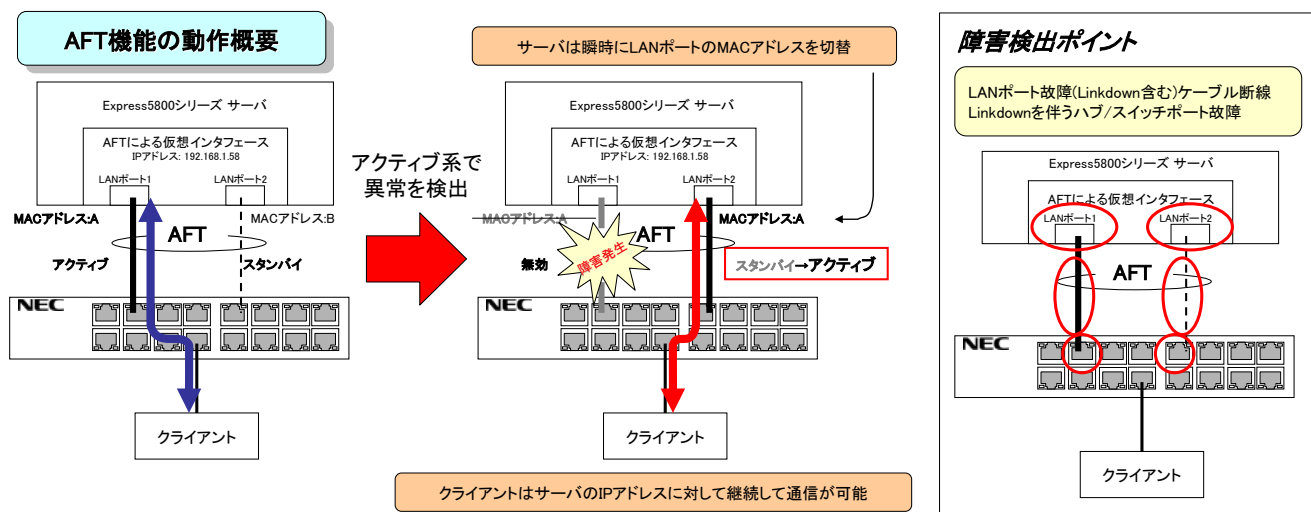 AFT機能の動作概要
Express5800シリーズ サーバ
AFTによる仮想インタフェース
IPアドレス: 192.168.1.58
LANポート1
LANポート2
MACアドレス:A
MACアドレス:B
AFT
アクティブ
スタンバイ
NEC
クライアント
アクティブ系で
異常を検出
サーバは瞬時にLANポートのMACアドレスを切替
Express5800シリーズ サーバ
AFTによる仮想インタフェース
IPアドレス: 192.168.1.58
LANポート1
LANポート2
MACアドレス:A
MACアドレス:A
AFT
無効
障害発生
スタンバイ→アクティブ
NEC
クライアント
クライアントはサーバのIPアドレスに対して継続して通信が可能
障害検出ポイント
LANポート故障(Linkdown含む)ケーブル断線
Linkdownを伴うハブ/スイッチポート故障
Express5800シリーズ サーバ
AFTによる仮想インタフェース
LANポート1
LANポート2
AFT
NEC
クライアント